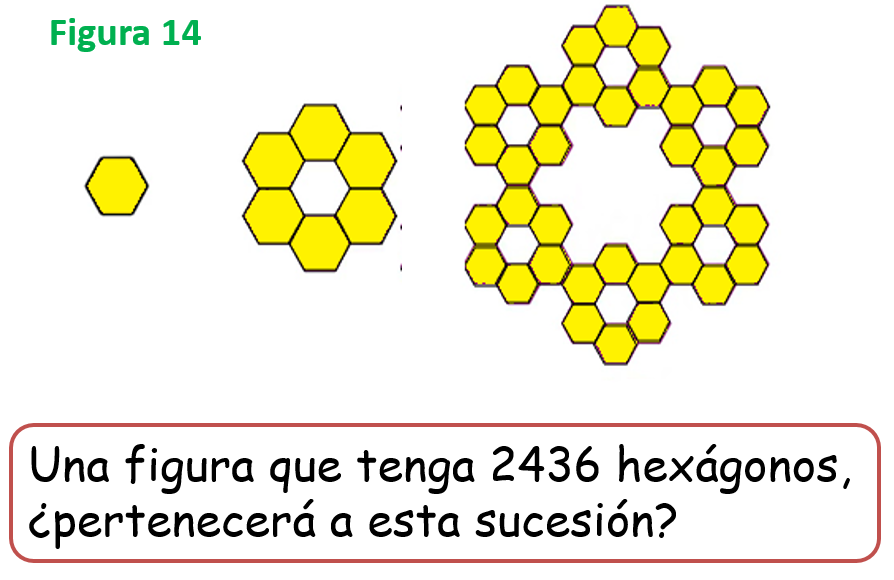 Figura 14
Una figura que tenga 2436 hexágonos,
¿pertenecerá a esta sucesión?